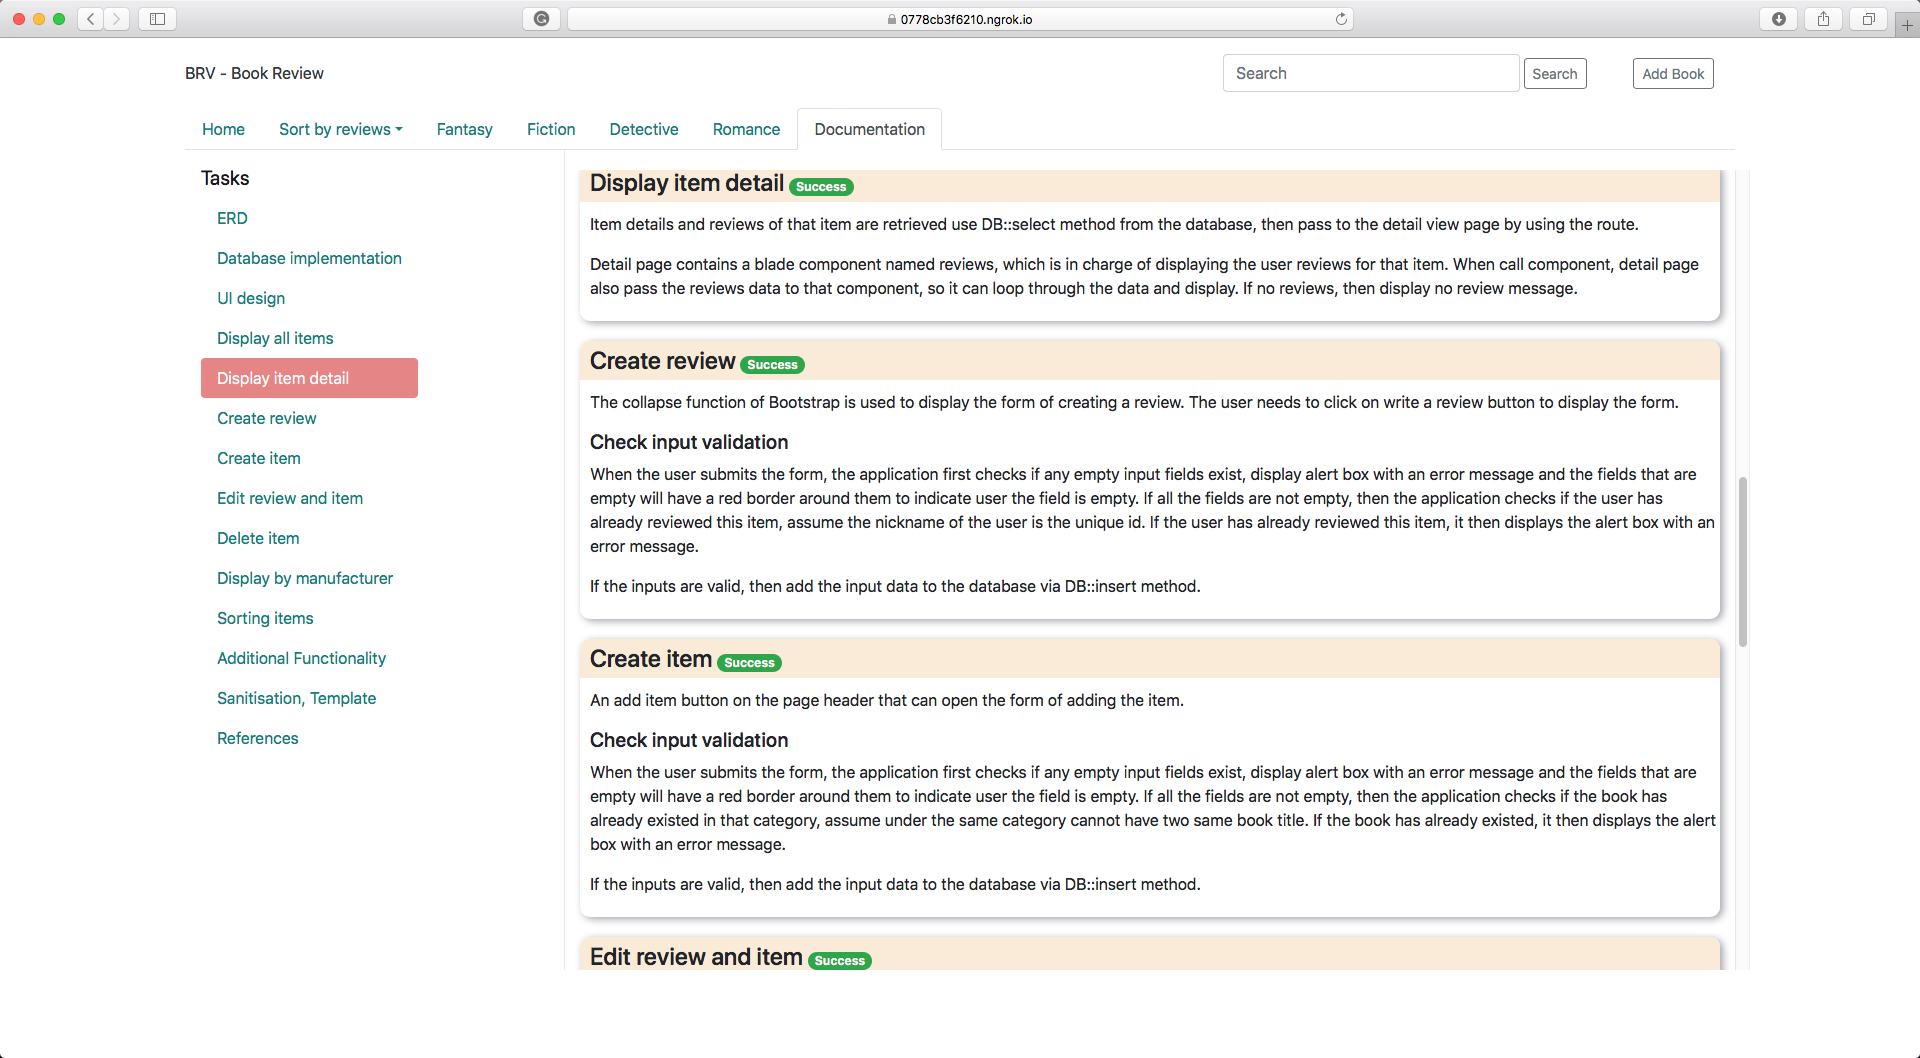 0778cb3f6210.ngrok.io
BRV - Book Review
Search
Search
Add Book
Home
Sort by reviews
Fantasy
Fiction
Detective
Romance
Documentation
Tasks
ERD
Database implementation
UI design
Display all items
Display item detail
Create review
Create item
Edit review and item
Delete item
Display by manufacturer
Sorting items
Additional Functionality
Sanitisation, Template
References
Display item detail Success
Item details and reviews of that item are retrieved use DB::select method from the database, then pass to the detail view page by using the route.
Detail page contains a blade component named reviews, which is in charge of displaying the user reviews for that item. When call component, detail page
also pass the reviews data to that component, so it can loop through the data and display. If no reviews, then display no review message.
Create review Success
The collapse function of Bootstrap is used to display the form of creating a review. The user needs to click on write a review button to display the form.
Check input validation
When the user submits the form, the application first checks if any empty input fields exist, display alert box with an error message and the fields that are
empty will have a red border around them to indicate user the field is empty. If all the fields are not empty, then the application checks if the user has
already reviewed this item, assume the nickname of the user is the unique id. If the user has already reviewed this item, it then displays the alert box with an
error message.
If the inputs are valid, then add the input data to the database via DB::insert method.
Create item Success
An add item button on the page header that can open the form of adding the item.
Check input validation
When the user submits the form, the application first checks if any empty input fields exist, display alert box with an error message and the fields that are
empty will have a red border around them to indicate user the field is empty. If all the fields are not empty, then the application checks if the book has
already existed in that category, assume under the same category cannot have two same book title. If the book has already existed, it then displays the alert
box with an error message.
If the inputs are valid, then add the input data to the database via DB::insert method.
Edit review and item Success